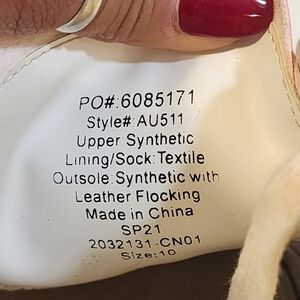 PO#:6085171
Style#:AU511
Upper:Synthetic
Lining/Sock:Textile
Outsole:Synthetic with
Leather Flocking
Made in China
SP21
2032131-CN01
Size:10